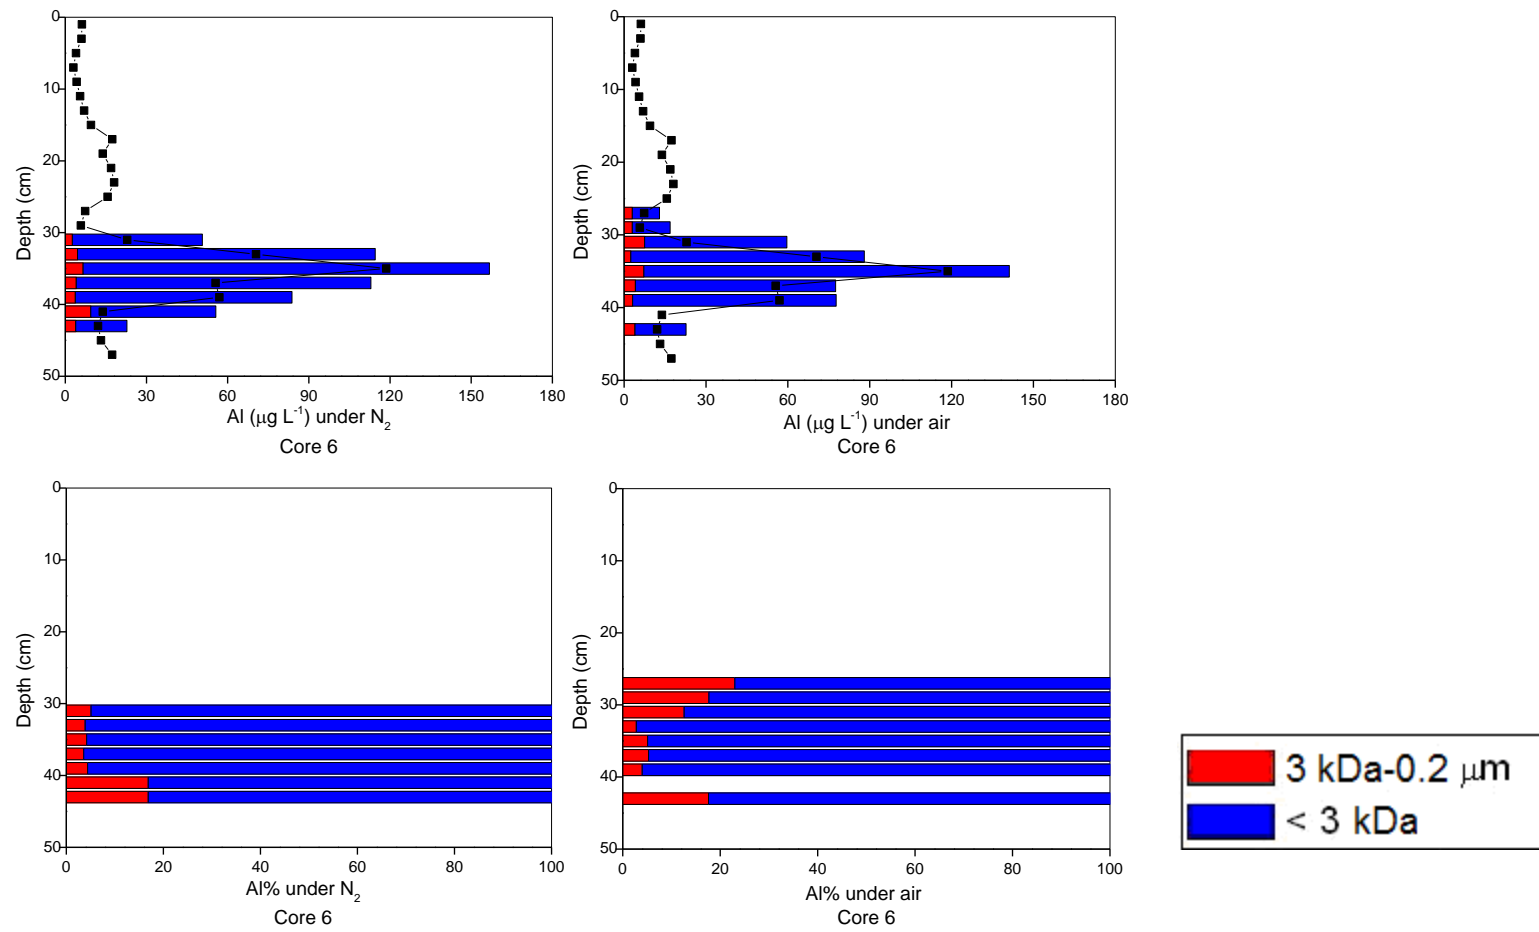 0
10
20
30
40
50
Depth (cm)
0 30 60 90 120 150 180
Al (μg L⁻¹) under N₂
Core 6
0
10
20
30
40
50
Depth (cm)
0 30 60 90 120 150 180
Al (μg L⁻¹) under air
Core 6
0
10
20
30
40
50
Depth (cm)
0 20 40 60 80 100
Al% under N₂
Core 6
0
10
20
30
40
50
Depth (cm)
0 20 40 60 80 100
Al% under air
Core 6
3 kDa-0.2 μm
< 3 kDa